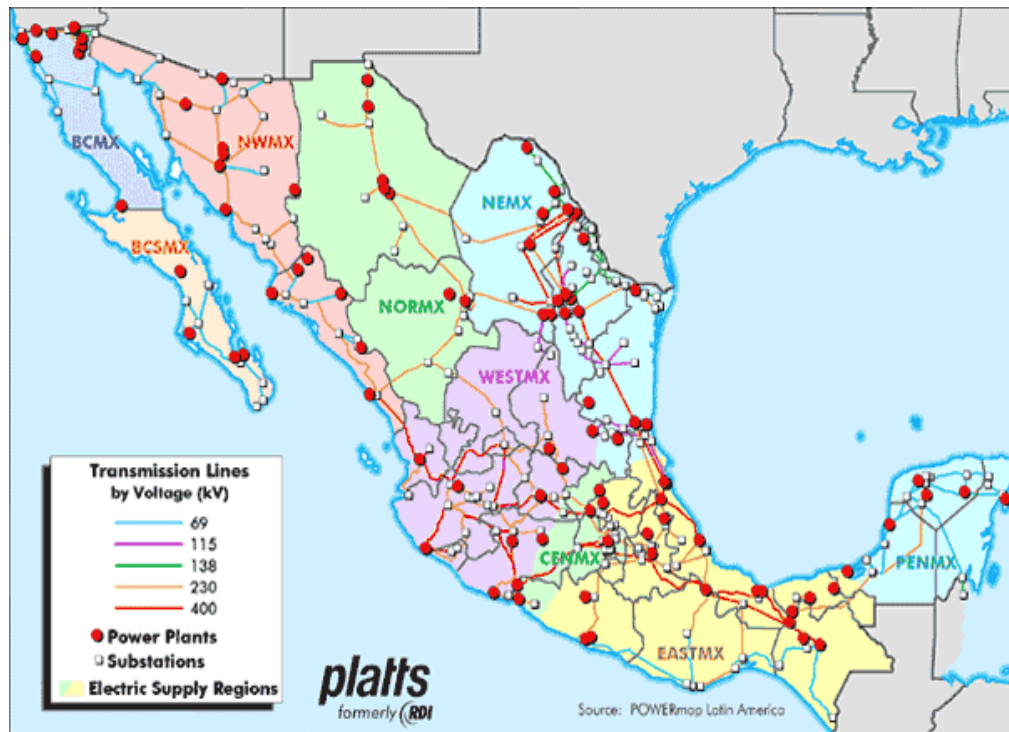 BCMX
NWMX
NEMX
BCSMX
NORMX
WESTMX
CENMX
PENMX
EASTMX
Transmission Lines
by Voltage (kV)
69
115
138
230
400
Power Plants
Substations
Electric Supply Regions
platts
formerly RDI
Source: POWERmap Latin America